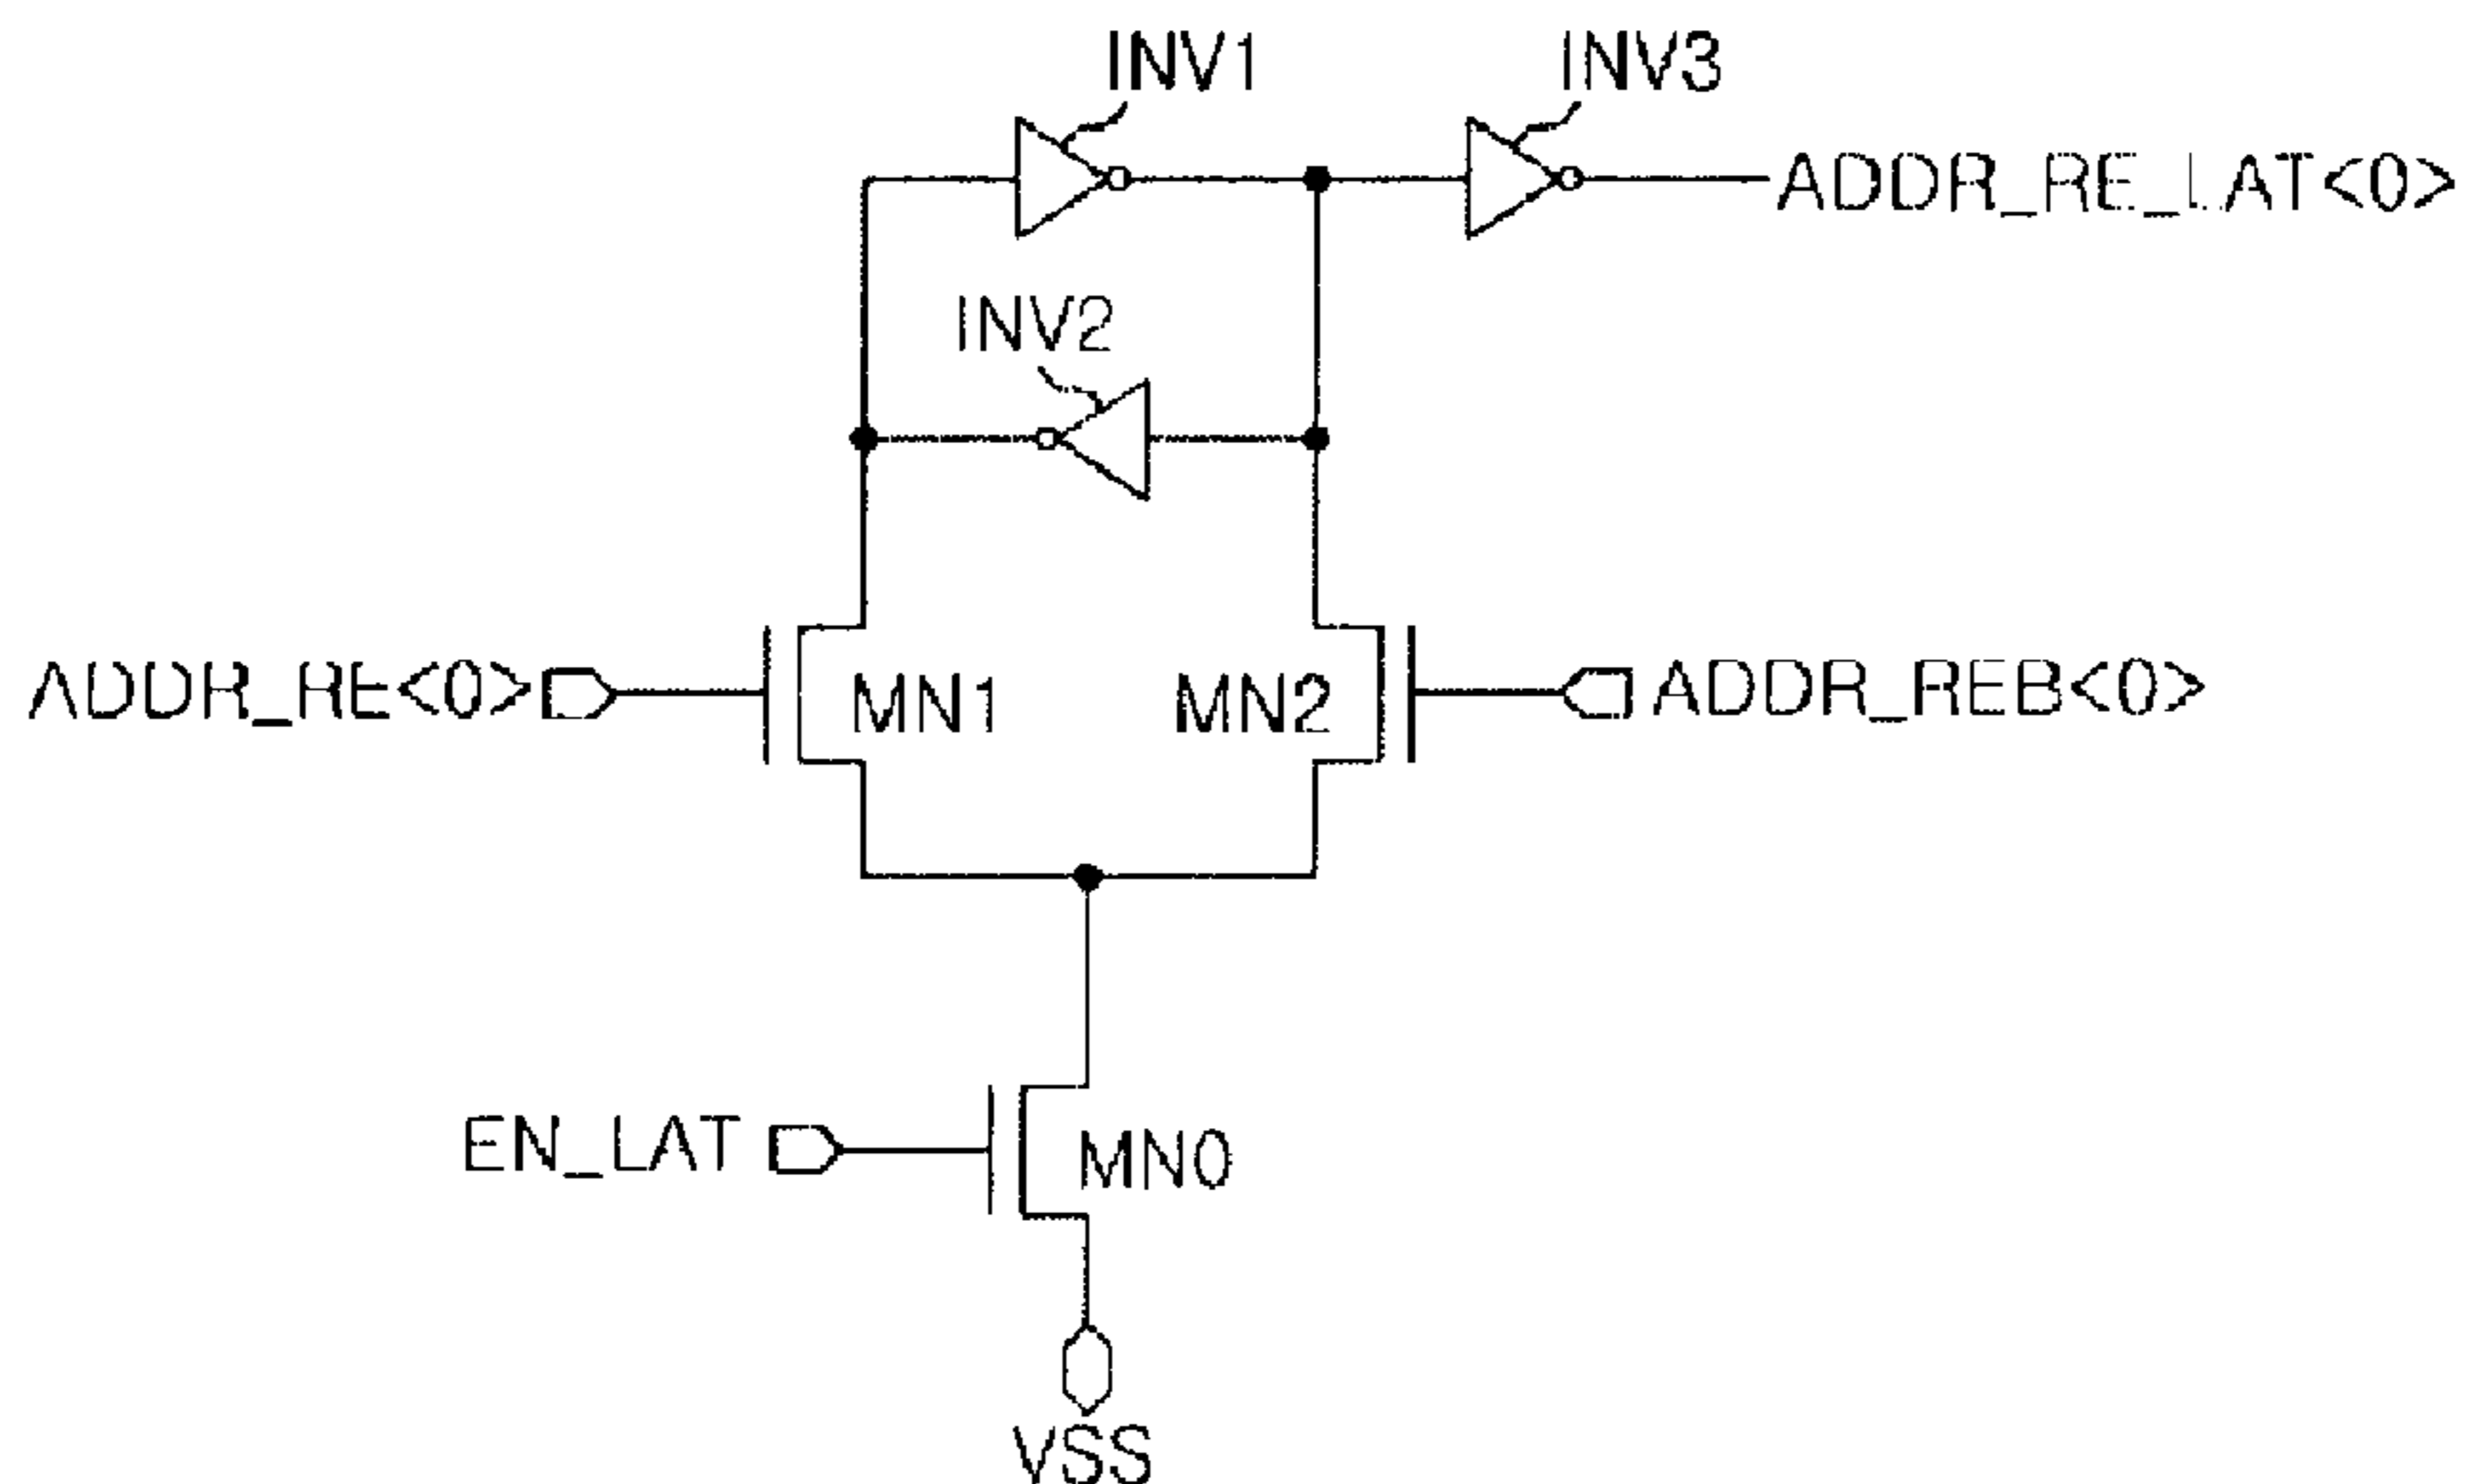 INV1
INV3
ADDR_RE_LAT<0>
INV2
ADDR_RE<0>
MN1
MN2
ADDR_REB<0>
EN_LAT
MN0
VSS